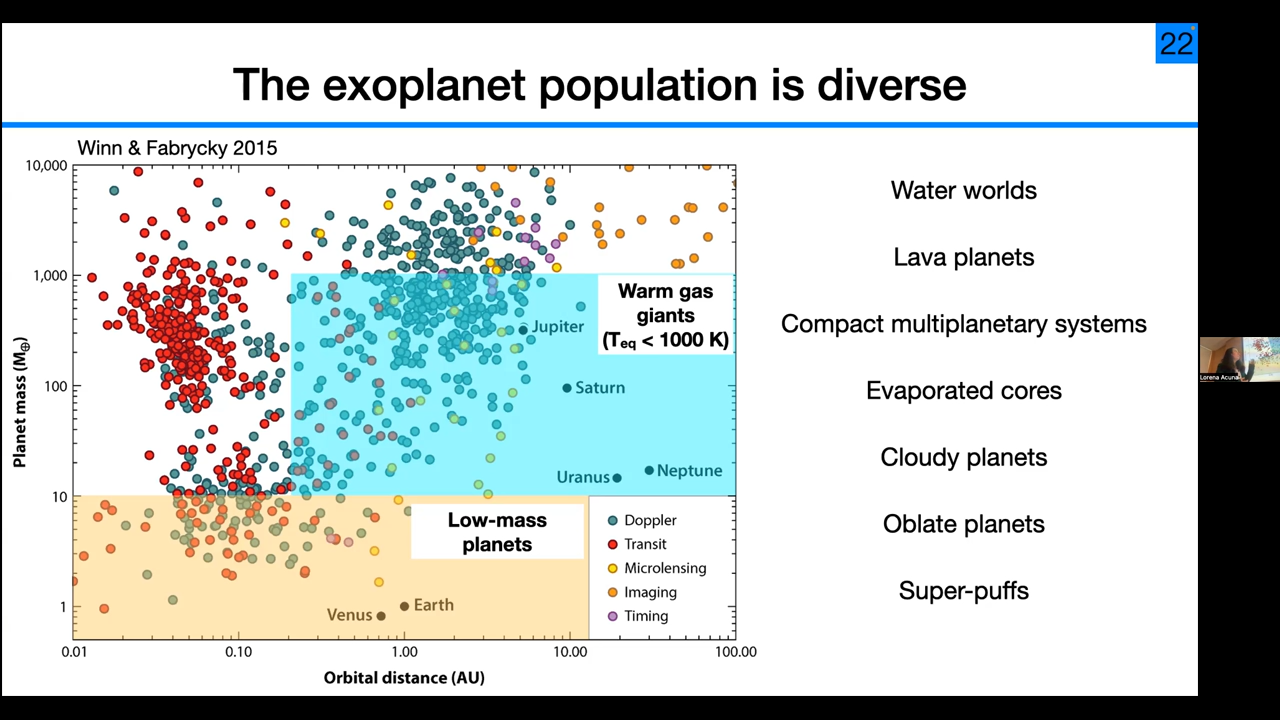 22
The exoplanet population is diverse
Winn & Fabrycky 2015
10,000
1,000
100
10
1
Planet mass (M⊕)
Warm gas
giants
(Teq < 1000 K)
Jupiter
Saturn
Uranus
Neptune
Low-mass
planets
Venus
Earth
Doppler
Transit
Microlensing
Imaging
Timing
0.01
0.10
1.00
10.00
100.00
Orbital distance (AU)
Water worlds
Lava planets
Compact multiplanetary systems
Evaporated cores
Cloudy planets
Oblate planets
Super-puffs
Lorena Acuna